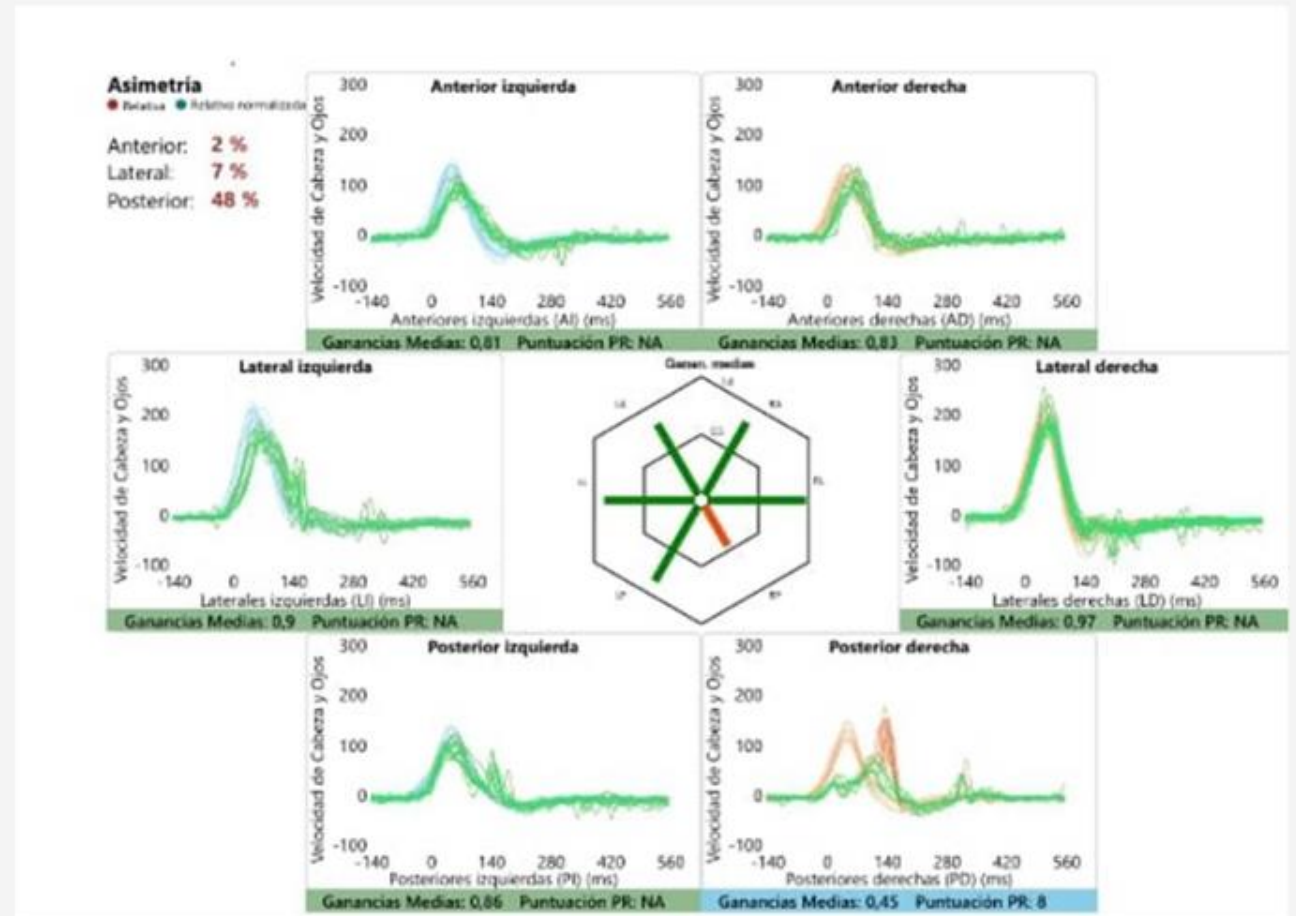 Asimetría
Relativa Relativo normalizada
Anterior: 2 %
Lateral: 7 %
Posterior: 48 %
Anterior izquierda
Velocidad de Cabeza y Ojos
300
200
100
0
-100
-140 0 140 280 420 560
Anteriores izquierdas (AI) (ms)
Ganancias Medias: 0,81 Puntuación PR: NA
Anterior derecha
Velocidad de Cabeza y Ojos
300
200
100
0
-100
-140 0 140 280 420 560
Anteriores derechas (AD) (ms)
Ganancias Medias: 0,83 Puntuación PR: NA
Lateral izquierda
Velocidad de Cabeza y Ojos
300
200
100
0
-100
-140 0 140 280 420 560
Laterales izquierdas (LI) (ms)
Ganancias Medias: 0,9 Puntuación PR: NA
Ganan. medias
Lateral derecha
Velocidad de Cabeza y Ojos
300
200
100
0
-100
-140 0 140 280 420 560
Laterales derechas (LD) (ms)
Ganancias Medias: 0,97 Puntuación PR: NA
Posterior izquierda
Velocidad de Cabeza y Ojos
300
200
100
0
-100
-140 0 140 280 420 560
Posteriores izquierdas (PI) (ms)
Ganancias Medias: 0,86 Puntuación PR: NA
Posterior derecha
Velocidad de Cabeza y Ojos
300
200
100
0
-100
-140 0 140 280 420 560
Posteriores derechas (PD) (ms)
Ganancias Medias: 0,45 Puntuación PR: 8